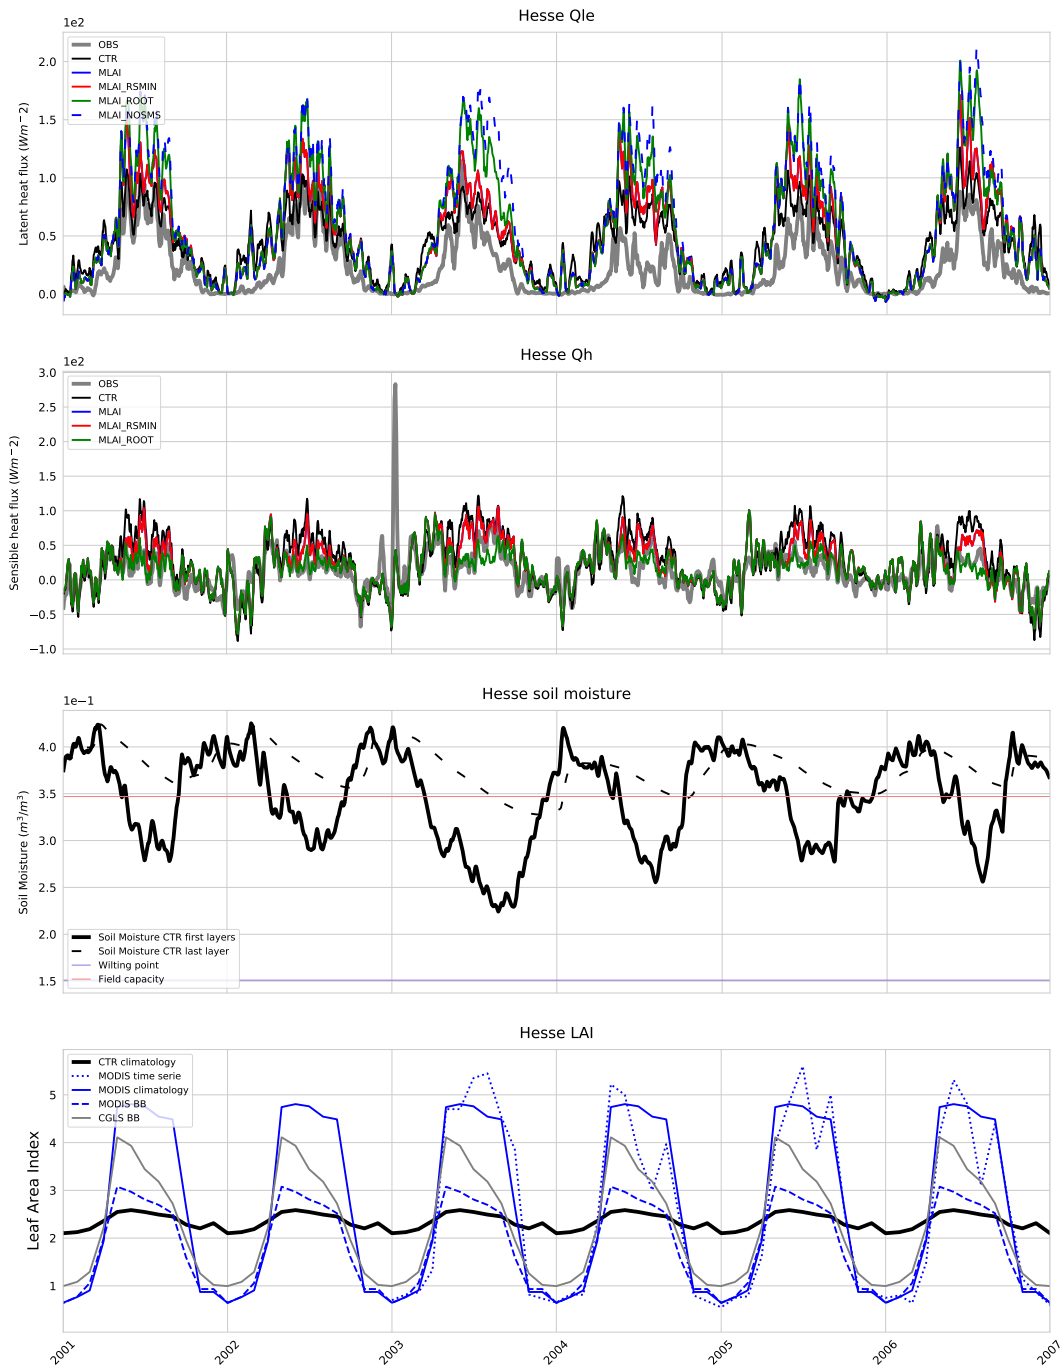 Hesse Qle
1e2
2.0
1.5
1.0
0.5
0.0
Latent heat flux (Wm−2)
OBS
CTR
MLAI
MLAI_RSMIN
MLAI_ROOT
MLAI_NOSMS
Hesse Qh
1e2
3.0
2.5
2.0
1.5
1.0
0.5
0.0
−0.5
−1.0
Sensible heat flux (Wm−2)
OBS
CTR
MLAI
MLAI_RSMIN
MLAI_ROOT
Hesse soil moisture
1e−1
4.0
3.5
3.0
2.5
2.0
1.5
Soil Moisture (m³/m³)
Soil Moisture CTR first layers
Soil Moisture CTR last layer
Wilting point
Field capacity
Hesse LAI
5
4
3
2
1
Leaf Area Index
CTR climatology
MODIS time serie
MODIS climatology
MODIS BB
CGLS BB
2001
2002
2003
2004
2005
2006
2007